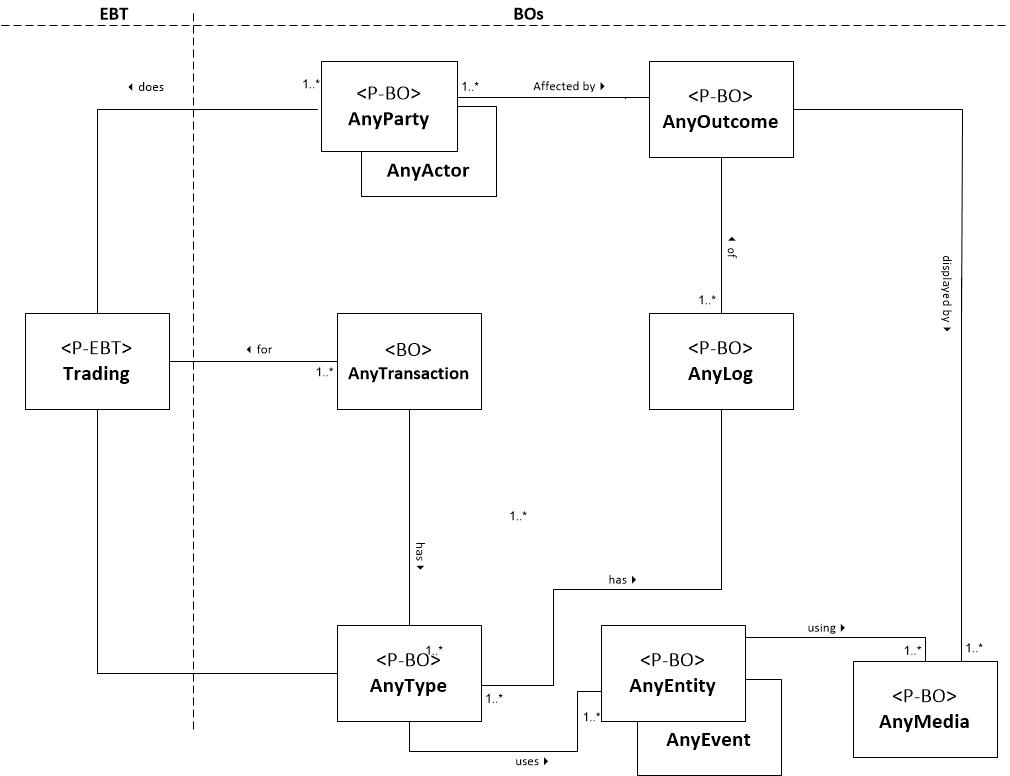 EBT
BOs
◂ does
1..*
<P-BO>
AnyParty
AnyActor
1..*
Affected by ▸
<P-BO>
AnyOutcome
◂ of
1..*
displayed by ▸
<P-EBT>
Trading
◂ for
1..*
<BO>
AnyTransaction
<P-BO>
AnyLog
1..*
has ▸
has ▸
1..*
<P-BO>
AnyType
1..*
uses ▸
1..*
<P-BO>
AnyEntity
AnyEvent
using ▸
1..*
1..*
<P-BO>
AnyMedia